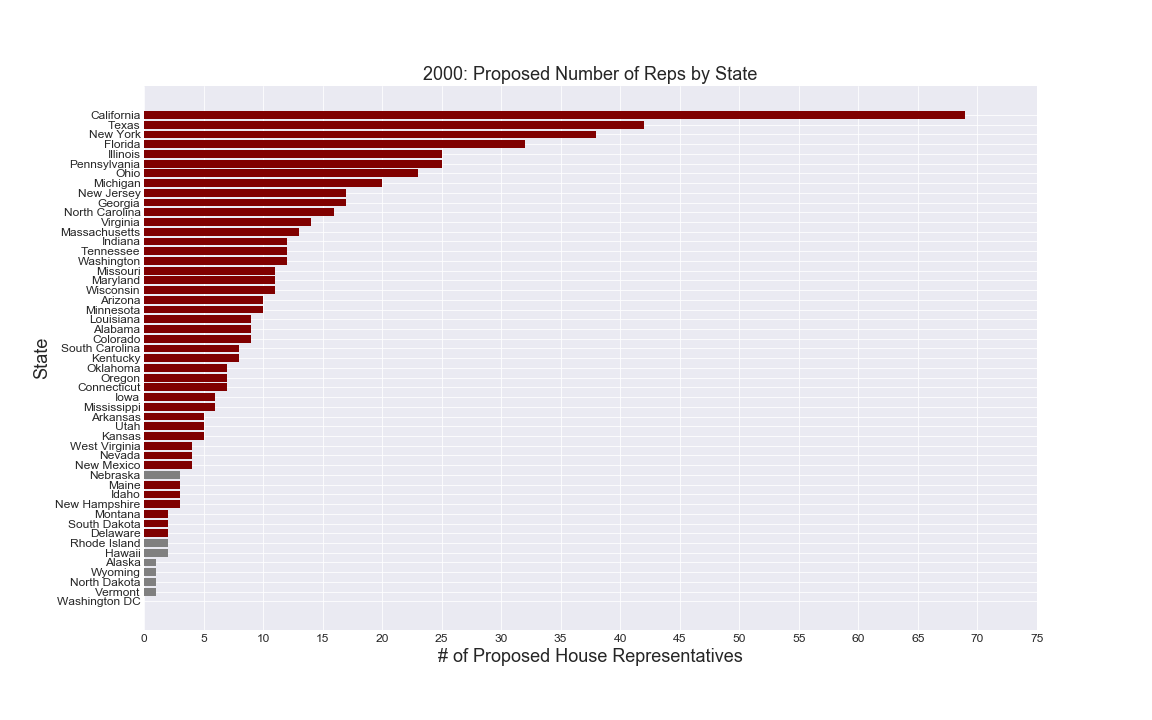 2000: Proposed Number of Reps by State
California
Texas
New York
Florida
Illinois
Pennsylvania
Ohio
Michigan
New Jersey
Georgia
North Carolina
Virginia
Massachusetts
Indiana
Tennessee
Washington
Missouri
Maryland
Wisconsin
Arizona
Minnesota
Louisiana
Alabama
Colorado
South Carolina
Kentucky
Oklahoma
Oregon
Connecticut
Iowa
Mississippi
Arkansas
Utah
Kansas
West Virginia
Nevada
New Mexico
Nebraska
Maine
Idaho
New Hampshire
Montana
South Dakota
Delaware
Rhode Island
Hawaii
Alaska
Wyoming
North Dakota
Vermont
Washington DC
State
0 5 10 15 20 25 30 35 40 45 50 55 60 65 70 75
# of Proposed House Representatives